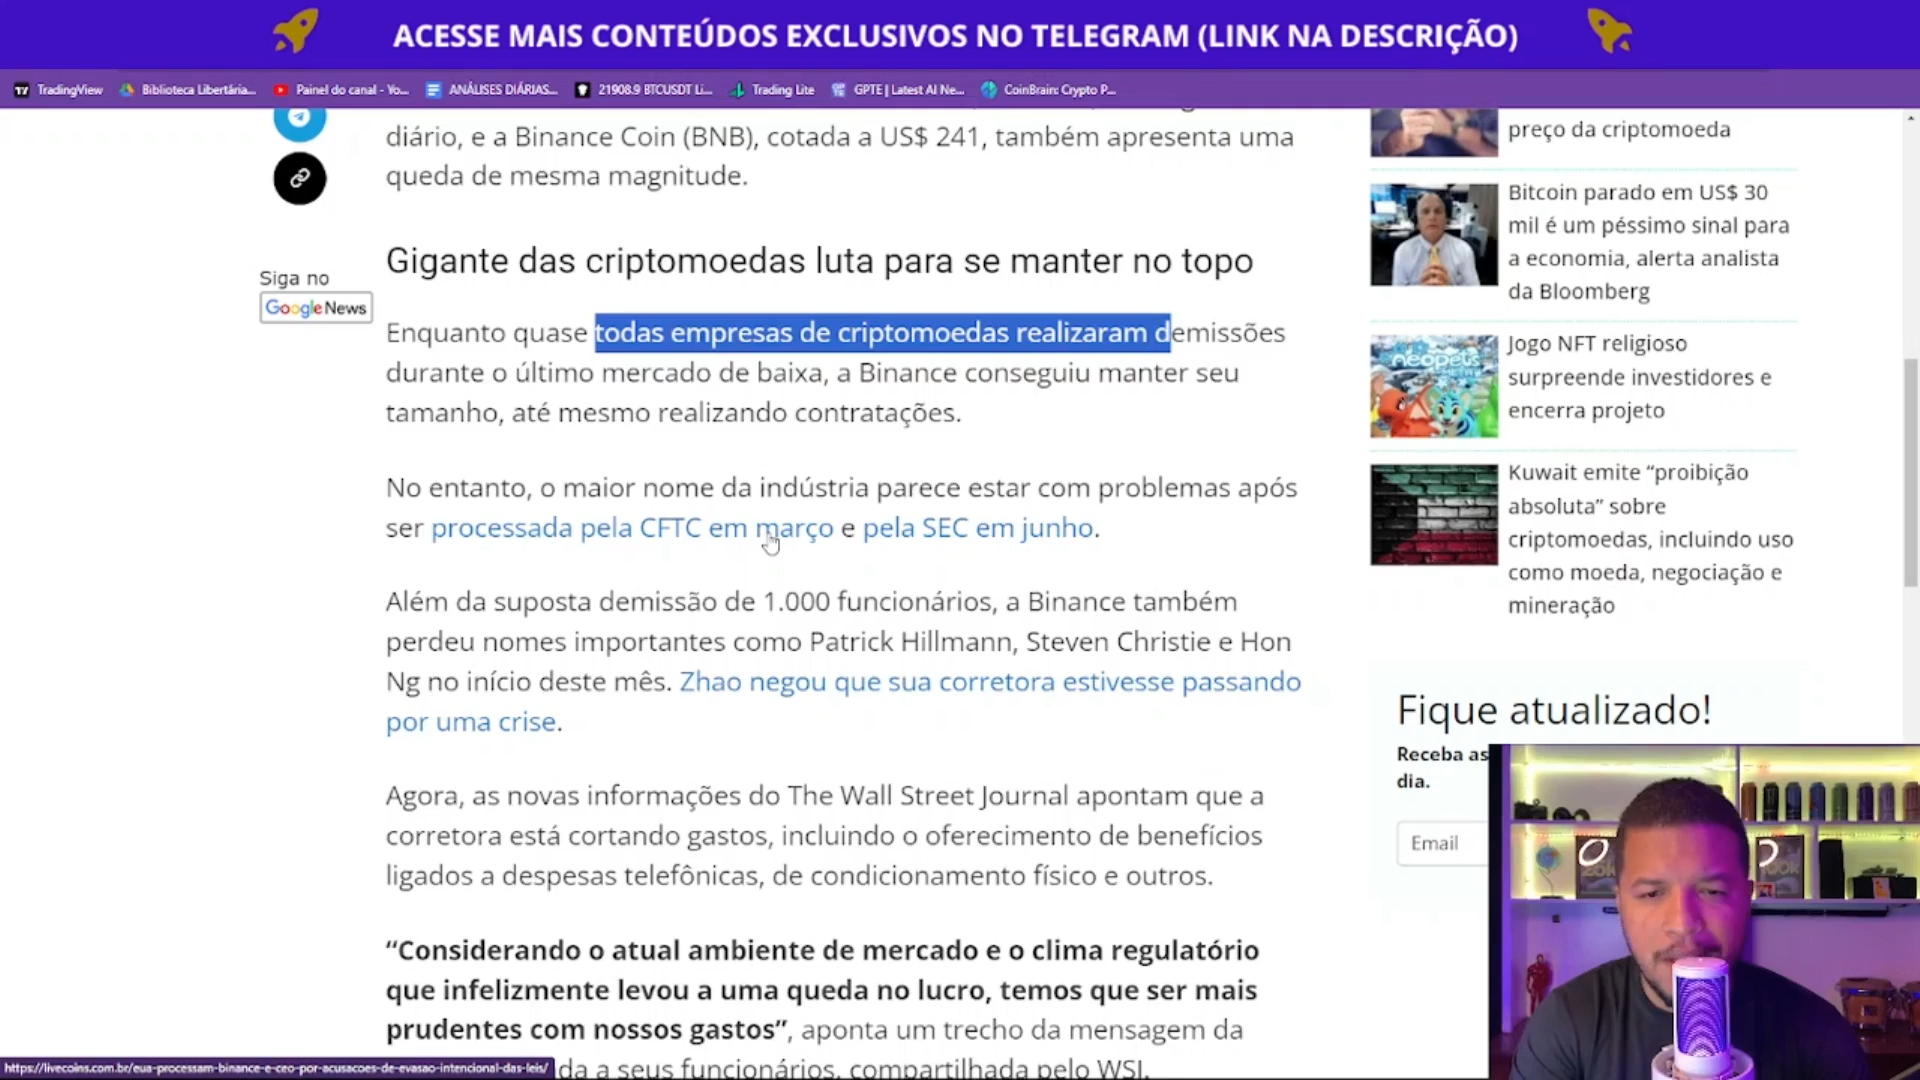 ACESSE MAIS CONTEÚDOS EXCLUSIVOS NO TELEGRAM (LINK NA DESCRIÇÃO)
TradingView
Biblioteca Libertária...
Painel do canal - Yo...
ANÁLISES DIÁRIAS...
21908.9 BTCUSDT Li...
Trading Lite
GPTE | Latest AI Ne...
CoinBrain: Crypto P...
diário, e a Binance Coin (BNB), cotada a US$ 241, também apresenta uma
queda de mesma magnitude.
Gigante das criptomoedas luta para se manter no topo
Siga no
Google News
Enquanto quase todas empresas de criptomoedas realizaram demissões
durante o último mercado de baixa, a Binance conseguiu manter seu
tamanho, até mesmo realizando contratações.
No entanto, o maior nome da indústria parece estar com problemas após
ser processada pela CFTC em março e pela SEC em junho.
Além da suposta demissão de 1.000 funcionários, a Binance também
perdeu nomes importantes como Patrick Hillmann, Steven Christie e Hon
Ng no início deste mês. Zhao negou que sua corretora estivesse passando
por uma crise.
Agora, as novas informações do The Wall Street Journal apontam que a
corretora está cortando gastos, incluindo o oferecimento de benefícios
ligados a despesas telefônicas, de condicionamento físico e outros.
“Considerando o atual ambiente de mercado e o clima regulatório
que infelizmente levou a uma queda no lucro, temos que ser mais
prudentes com nossos gastos”, aponta um trecho da mensagem da
da a seus funcionários, compartilhada pelo WSJ.
https://livecoins.com.br/eua-processam-binance-e-ceo-por-acusacoes-de-evasao-intencional-das-leis/
preço da criptomoeda
Bitcoin parado em US$ 30
mil é um péssimo sinal para
a economia, alerta analista
da Bloomberg
neopets
Jogo NFT religioso
surpreende investidores e
encerra projeto
Kuwait emite “proibição
absoluta” sobre
criptomoedas, incluindo uso
como moeda, negociação e
mineração
Fique atualizado!
Receba as
dia.
Email